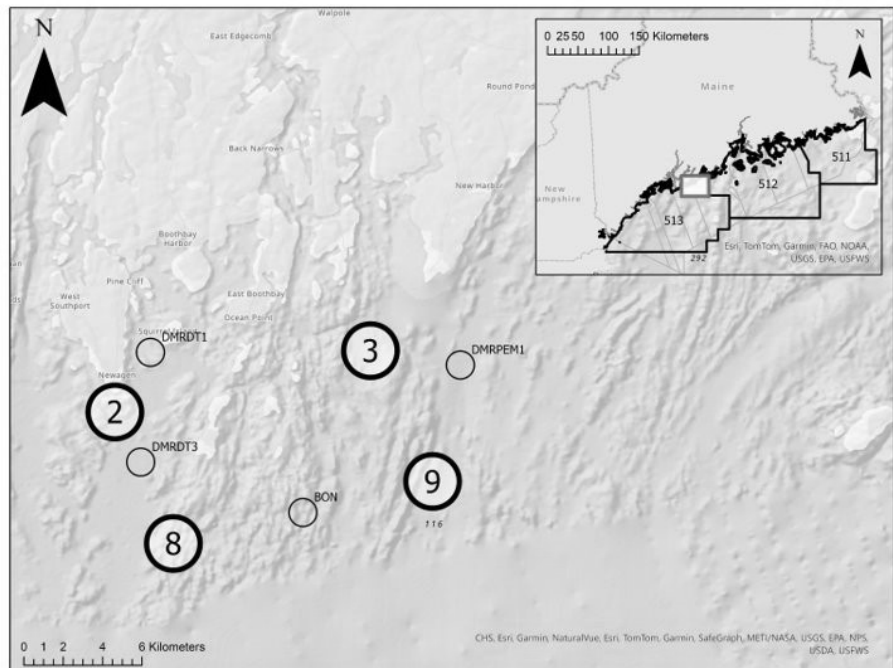 N
Walpole
East Edgecomb
Round Pond
Back Narrows
New Harbor
Boothbay
Harbor
Pine Cliff
West
Southport
East Boothbay
Ocean Point
DMRDT1
Newagen
3
DMRPEM1
2
DMRDT3
9
BON
116
8
0 1 2 4 6 Kilometers
CHS, Esri, Garmin, NaturalVue, Esri, TomTom, Garmin, SafeGraph, METI/NASA, USGS, EPA, NPS,
USDA, USFWS
0 25 50 100 150 Kilometers
N
Maine
New
ampshire
511
512
513
292
Esri, TomTom, Garmin, FAO, NOAA,
USGS, EPA, USFWS